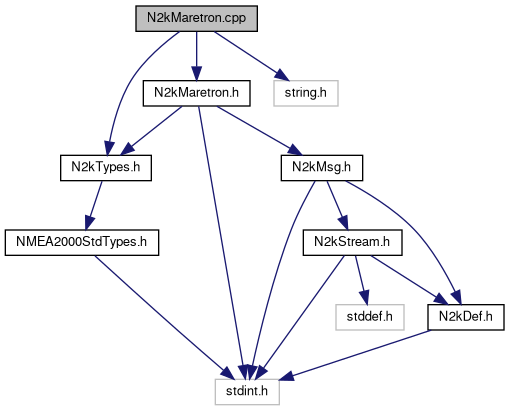 N2kMaretron.cpp
N2kMaretron.h
string.h
N2kTypes.h
N2kMsg.h
NMEA2000StdTypes.h
N2kStream.h
stddef.h
N2kDef.h
stdint.h